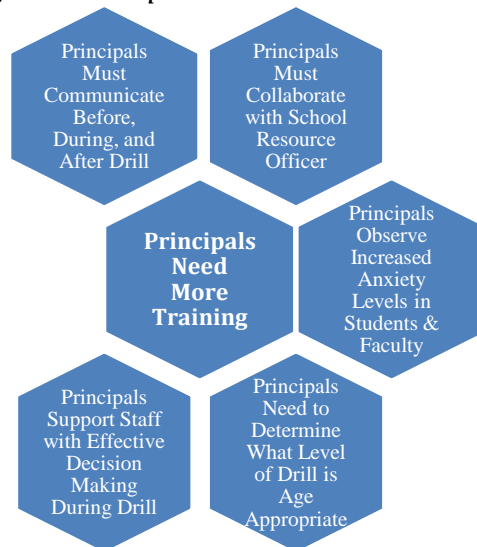 Principals
Must
Communicate
Before,
During, and
After Drill
Principals
Must
Collaborate
with School
Resource
Officer
Principals
Need
More
Training
Principals
Observe
Increased
Anxiety
Levels in
Students &
Faculty
Principals
Support Staff
with Effective
Decision
Making
During Drill
Principals
Need to
Determine
What Level
of Drill is
Age
Appropriate